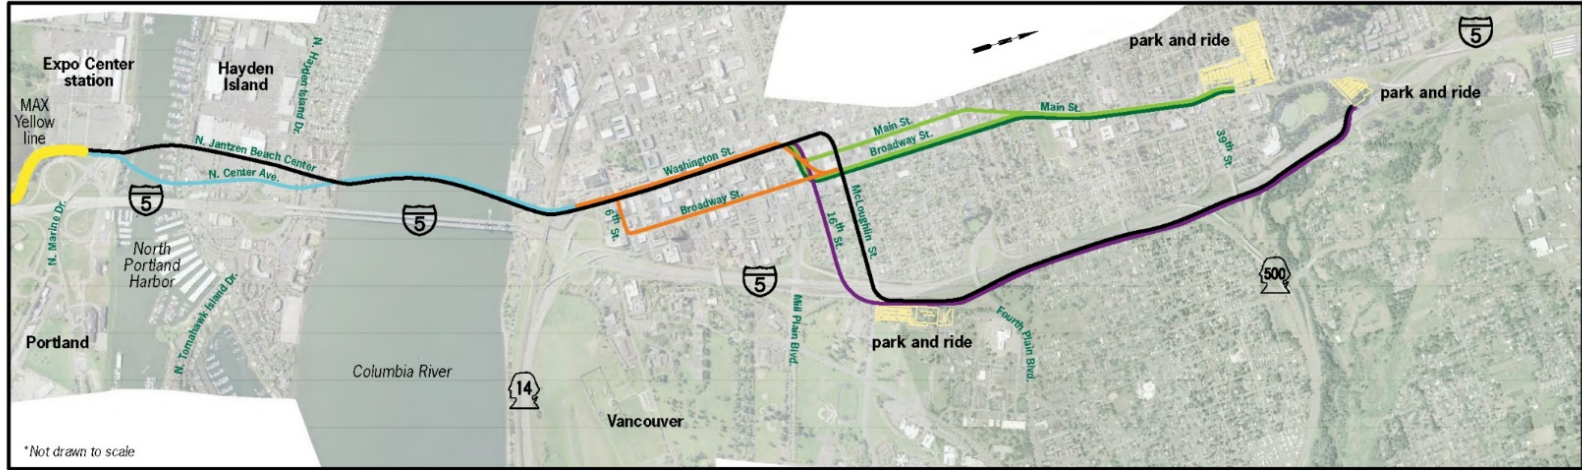 Expo Center
station
MAX
Yellow
line
Hayden
Island
N. Hayden Island Dr.
N. Jantzen Beach Center
N. Center Ave.
5
N. Marine Dr.
North
Portland
Harbor
N. Tomahawk Island Dr.
Portland
*Not drawn to scale
5
Columbia River
14
Vancouver
Washington St.
Broadway St.
6th St.
5
Mill Plain Blvd.
16th St.
McLoughlin St.
Main St.
Broadway St.
Main St.
park and ride
Fourth Plain Blvd.
park and ride
39th St.
park and ride
500
5